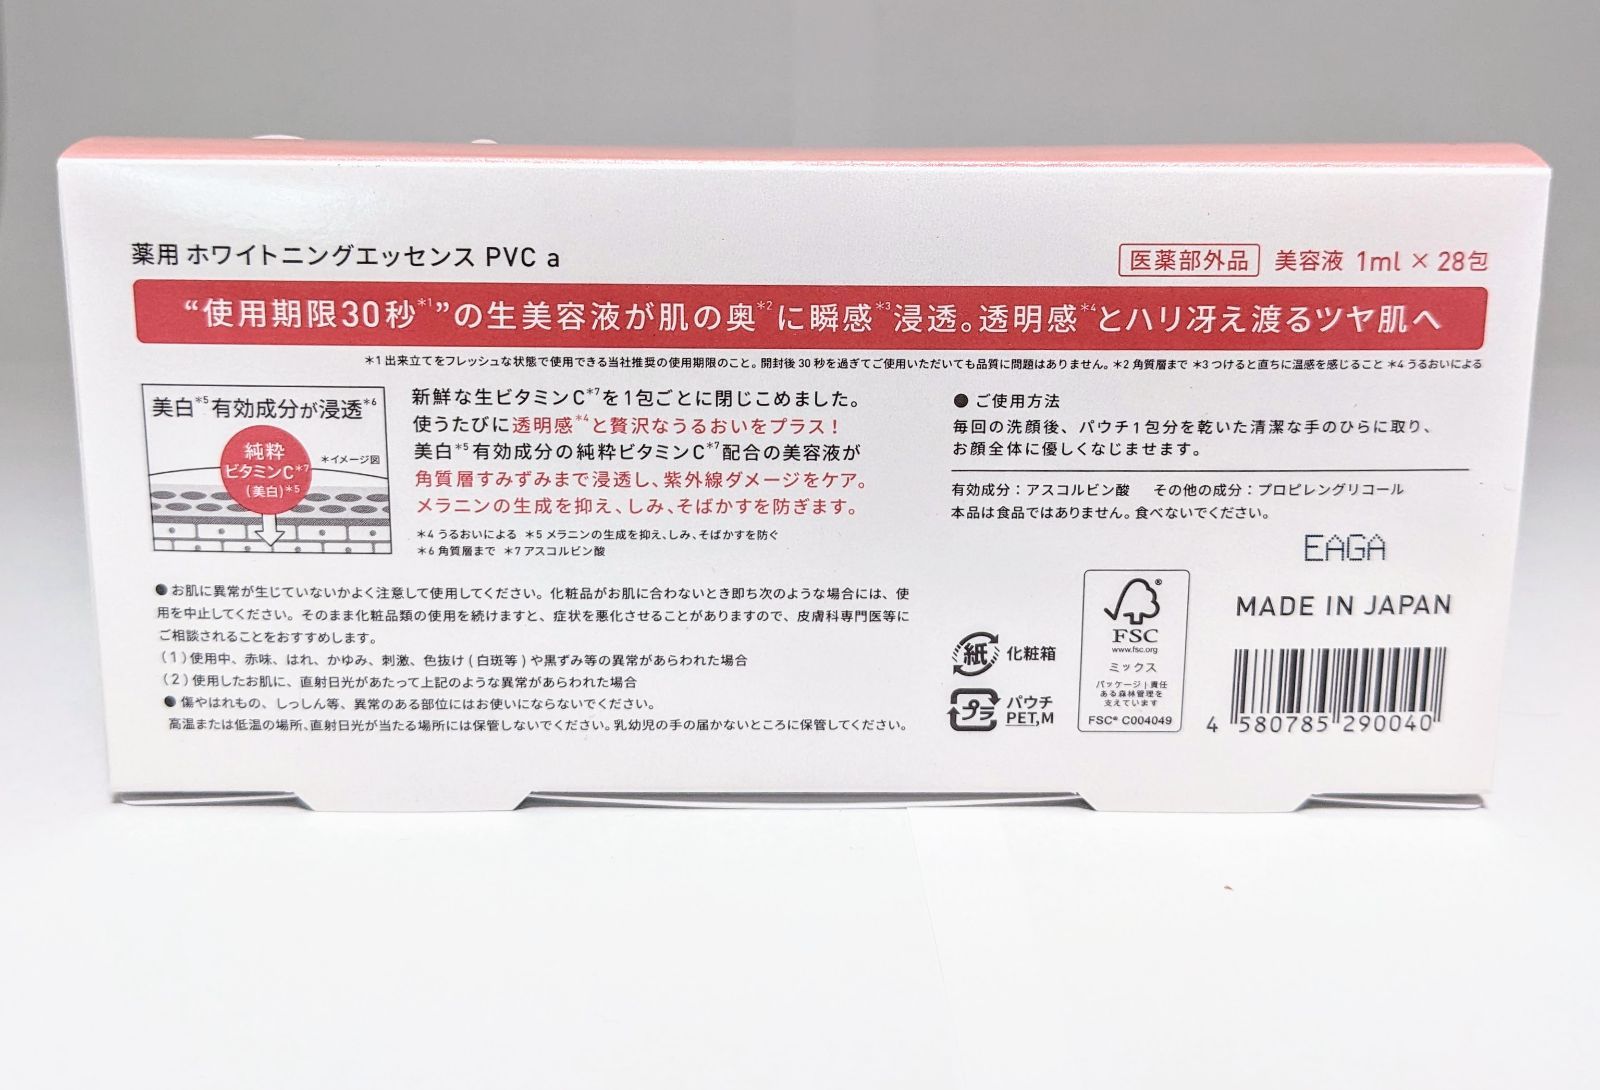 薬用 ホワイトニングエッセンス PVC a
医薬部外品 美容液 1ml × 28包
“使用期限30秒*1”の生美容液が肌の奥*2に瞬感*3浸透。透明感*4とハリ冴え渡るツヤ肌へ
*1 出来立てをフレッシュな状態で使用できる当社推奨の使用期限のこと。開封後 30 秒を過ぎてご使用いただいても品質に問題はありません。*2 角質層まで *3 つけると直ちに温感を感じること *4 うるおいによる
美白*5有効成分が浸透*6
純粋
ビタミンC*7
(美白)*5
*イメージ図
新鮮な生ビタミンC*7を1包ごとに閉じこめました。
使うたびに透明感*4と贅沢なうるおいをプラス！
美白*5有効成分の純粋ビタミンC*7配合の美容液が
角質層すみずみまで浸透し、紫外線ダメージをケア。
メラニンの生成を抑え、しみ、そばかすを防ぎます。
*4 うるおいによる *5 メラニンの生成を抑え、しみ、そばかすを防ぐ
*6 角質層まで *7 アスコルビン酸
● ご使用方法
毎回の洗顔後、パウチ1包分を乾いた清潔な手のひらに取り、
お顔全体に優しくなじませます。
有効成分：アスコルビン酸 その他の成分：プロピレングリコール
本品は食品ではありません。食べないでください。
EAGA
MADE IN JAPAN
●お肌に異常が生じていないかよく注意して使用してください。化粧品がお肌に合わないとき即ち次のような場合には、使
用を中止してください。そのまま化粧品類の使用を続けますと、症状を悪化させることがありますので、皮膚科専門医等に
ご相談されることをおすすめします。
（1）使用中、赤味、はれ、かゆみ、刺激、色抜け ( 白斑等 ) や黒ずみ等の異常があらわれた場合
（2）使用したお肌に、直射日光があたって上記のような異常があらわれた場合
●傷やはれもの、しっしん等、異常のある部位にはお使いにならないでください。
高温または低温の場所、直射日光が当たる場所には保管しないでください。乳幼児の手の届かないところに保管してください。
紙 化粧箱
プラ パウチ
PET,M
®
FSC
www.fsc.org
ミックス
パッケージ | 責任
ある森林管理を
支えています
FSC® C004049
4 580785 290040